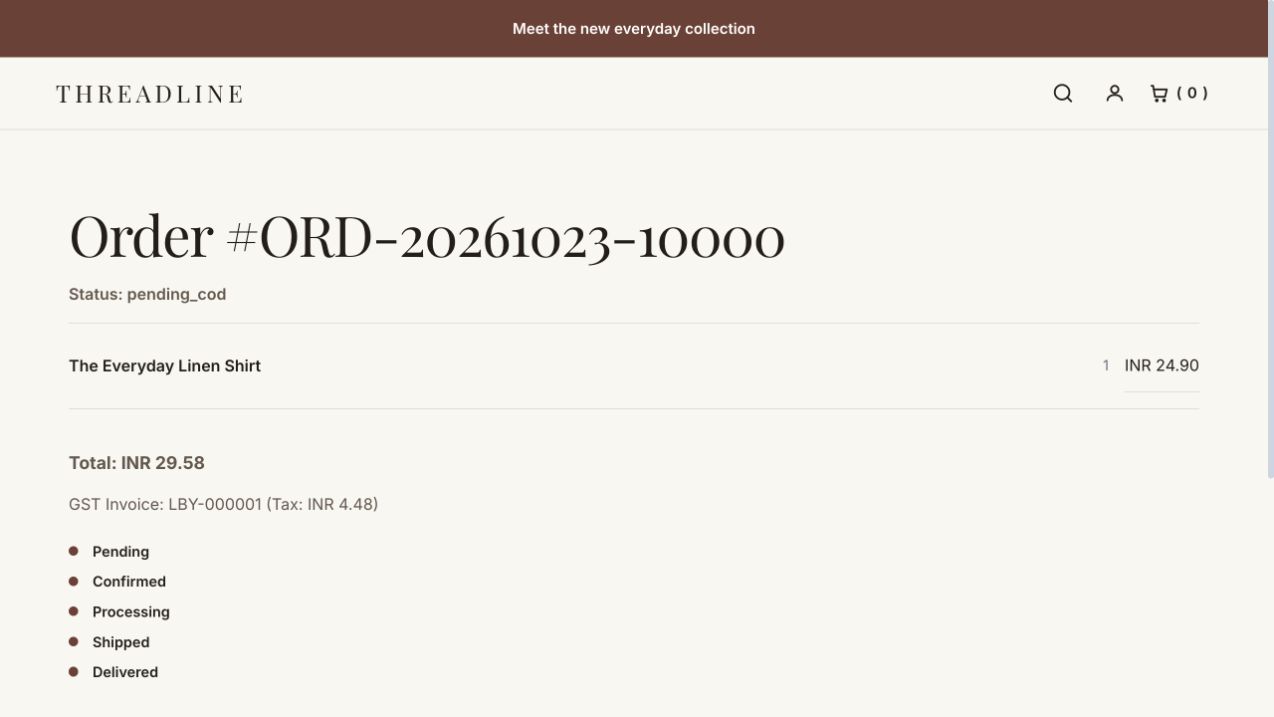 Meet the new everyday collection
THREADLINE
( 0 )
Order #ORD-20261023-10000
Status: pending_cod
The Everyday Linen Shirt 1 INR 24.90
Total: INR 29.58
GST Invoice: LBY-000001 (Tax: INR 4.48)
Pending
Confirmed
Processing
Shipped
Delivered